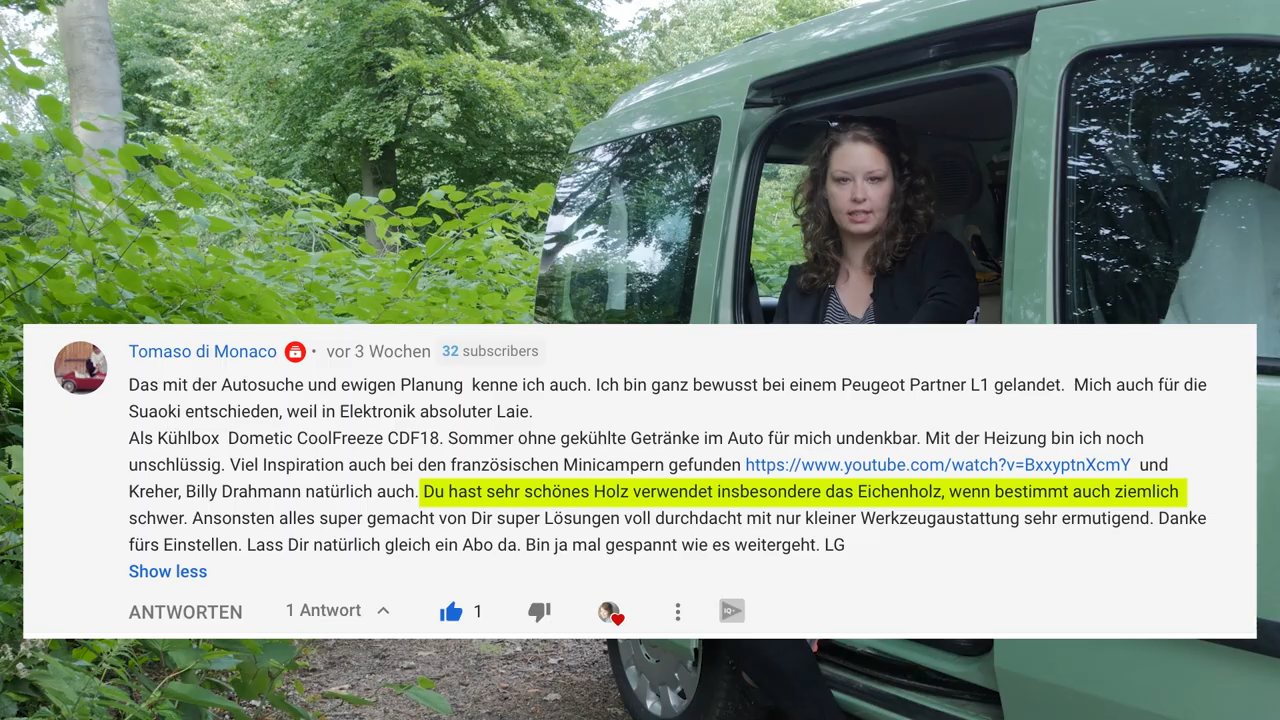 Tomaso di Monaco • vor 3 Wochen 32 subscribers
Das mit der Autosuche und ewigen Planung kenne ich auch. Ich bin ganz bewusst bei einem Peugeot Partner L1 gelandet. Mich auch für die
Suaoki entschieden, weil in Elektronik absoluter Laie.
Als Kühlbox Dometic CoolFreeze CDF18. Sommer ohne gekühlte Getränke im Auto für mich undenkbar. Mit der Heizung bin ich noch
unschlüssig. Viel Inspiration auch bei den französischen Minicampern gefunden https://www.youtube.com/watch?v=BxxyptnXcmY und
Kreher, Billy Drahmann natürlich auch. Du hast sehr schönes Holz verwendet insbesondere das Eichenholz, wenn bestimmt auch ziemlich
schwer. Ansonsten alles super gemacht von Dir super Lösungen voll durchdacht mit nur kleiner Werkzeugaustattung sehr ermutigend. Danke
fürs Einstellen. Lass Dir natürlich gleich ein Abo da. Bin ja mal gespannt wie es weitergeht. LG
Show less
ANTWORTEN 1 Antwort 1 IQ